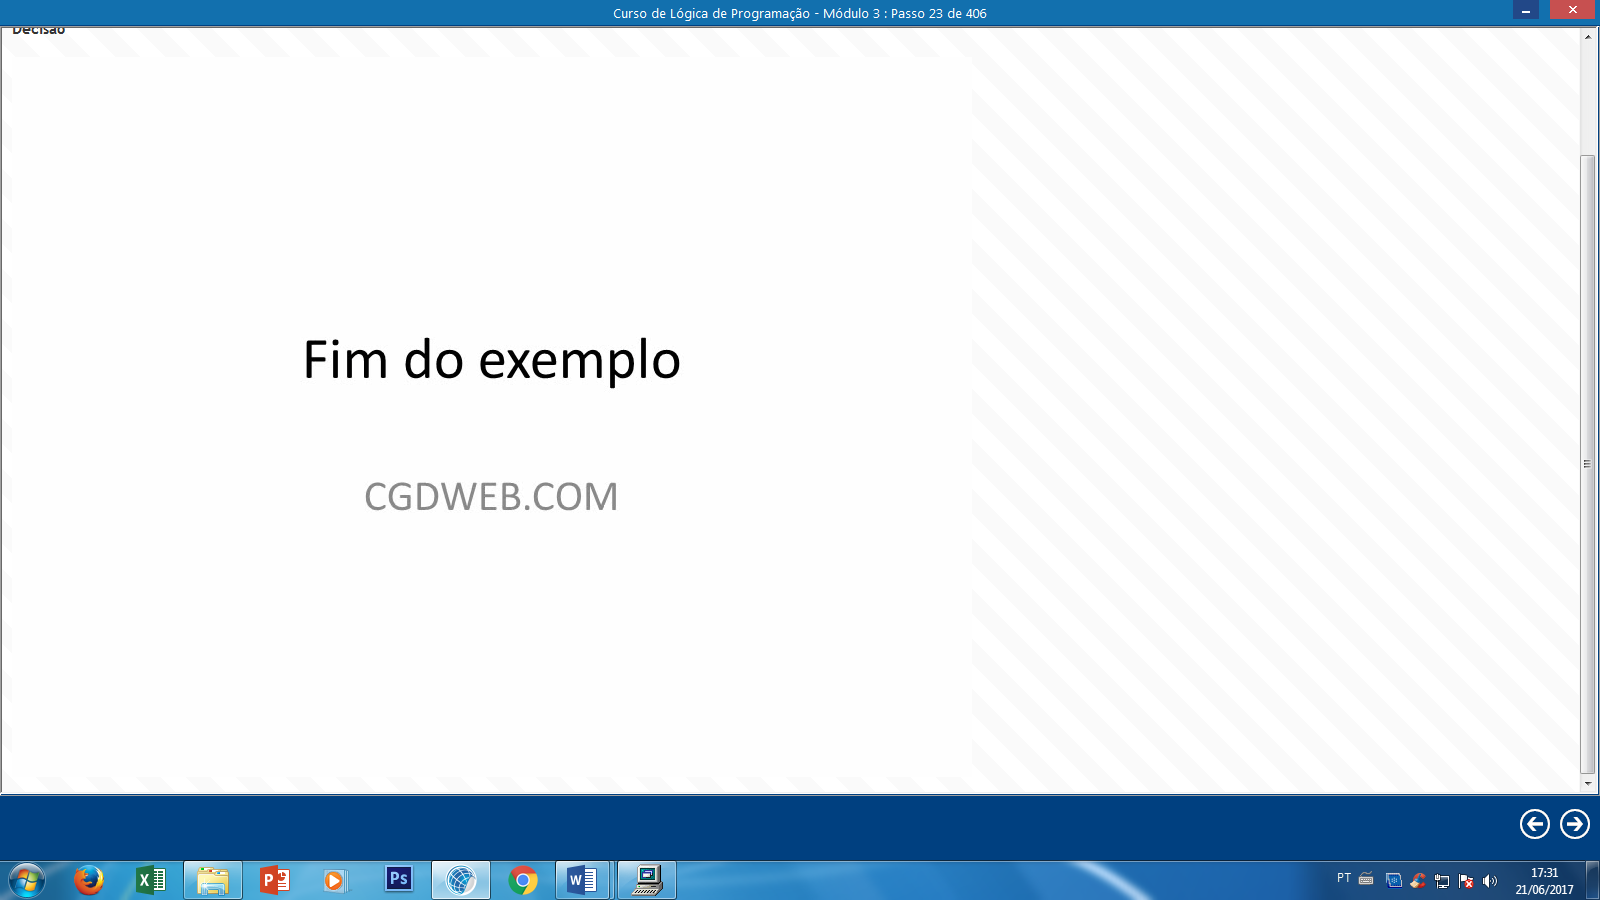 Curso de Lógica de Programação - Módulo 3 : Passo 23 de 406
Decisão
Fim do exemplo
CGDWEB.COM
Ps
PT
17:31
21/06/2017